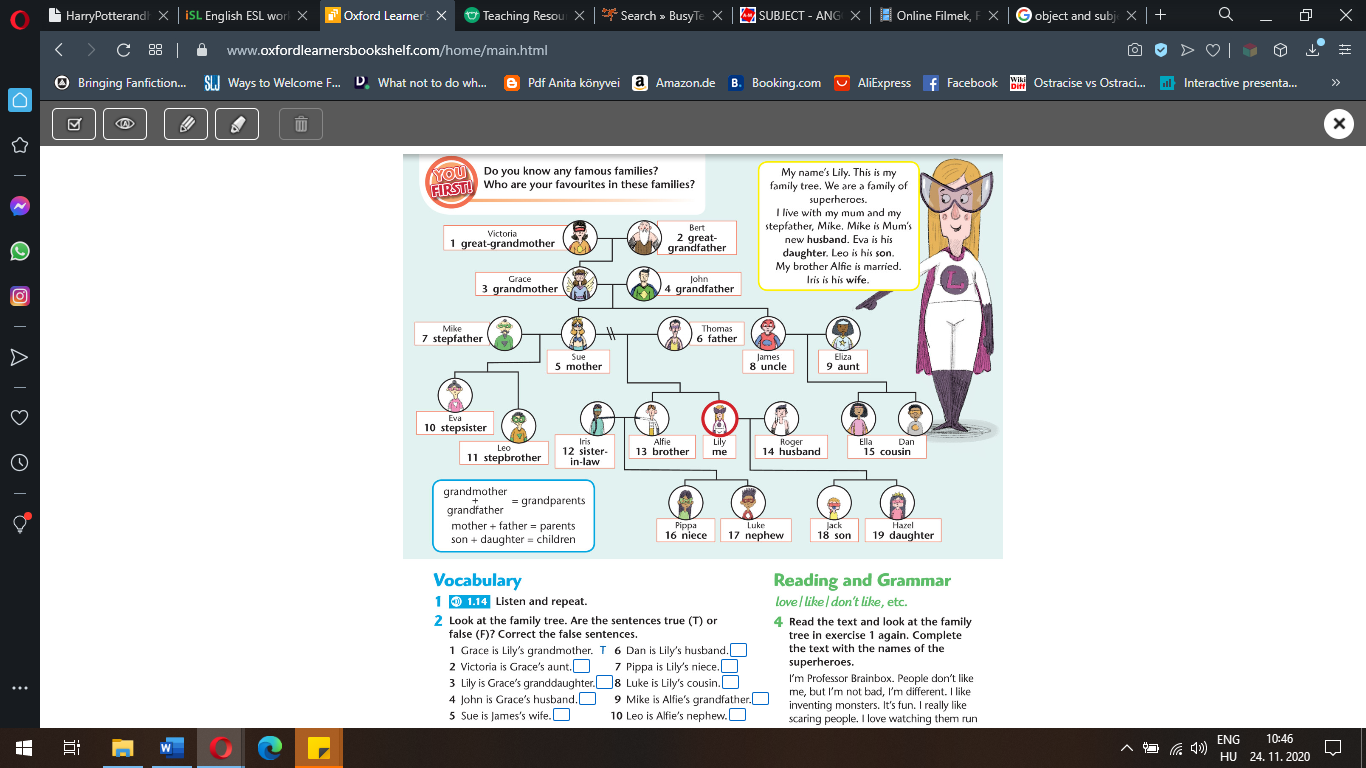 HarryPotterand
iSL English ESL wor
Oxford Learner's
Teaching Resou
Search » BusyTe
SUBJECT - ANG
Online Filmek, F
object and subj
www.oxfordlearnersbookshelf.com/home/main.html
Bringing Fanfiction...
Ways to Welcome F...
What not to do wh...
Pdf Anita könyvei
Amazon.de
Booking.com
AliExpress
Facebook
Ostracise vs Ostraci...
Interactive presenta...
YOU
FIRST!
Do you know any famous families?
Who are your favourites in these families?
My name's Lily. This is my
family tree. We are a family of
superheroes.
I live with my mum and my
stepfather, Mike. Mike is Mum's
new husband. Eva is his
daughter. Leo is his son.
My brother Alfie is married.
Iris is his wife.
L
Victoria
1 great-grandmother
Bert
2 great-
grandfather
Grace
3 grandmother
John
4 grandfather
Mike
7 stepfather
Sue
5 mother
Thomas
6 father
James
8 uncle
Eliza
9 aunt
Eva
10 stepsister
Leo
11 stepbrother
Iris
12 sister-
in-law
Alfie
13 brother
Lily
me
Roger
14 husband
Ella Dan
15 cousin
Pippa
16 niece
Luke
17 nephew
Jack
18 son
Hazel
19 daughter
grandmother
+ = grandparents
grandfather
mother + father = parents
son + daughter = children
Vocabulary
1 1.14 Listen and repeat.
2 Look at the family tree. Are the sentences true (T) or
false (F)? Correct the false sentences.
1 Grace is Lily's grandmother. T
2 Victoria is Grace's aunt.
3 Lily is Grace's granddaughter.
4 John is Grace's husband.
5 Sue is James's wife.
6 Dan is Lily's husband.
7 Pippa is Lily's niece.
8 Luke is Lily's cousin.
9 Mike is Alfie's grandfather.
10 Leo is Alfie's nephew.
Reading and Grammar
love / like / don't like, etc.
4 Read the text and look at the family
tree in exercise 1 again. Complete
the text with the names of the
superheroes.
I'm Professor Brainbox. People don't like
me, but I'm not bad, I'm different. I like
inventing monsters. It's fun. I really like
scaring people. I love watching them run
ENG
HU
10:46
24. 11. 2020